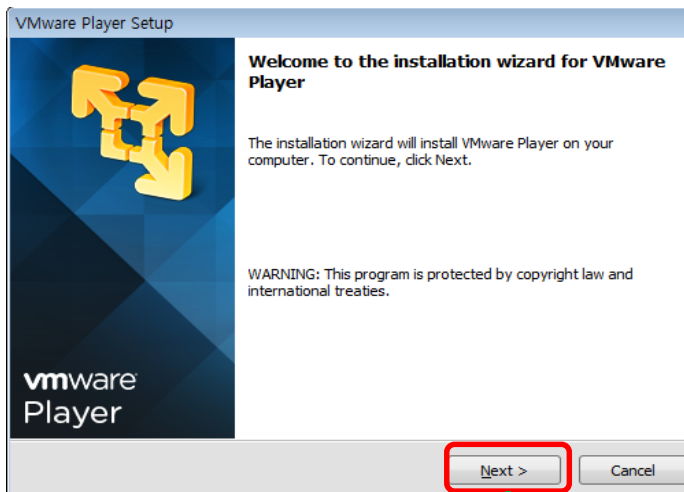 VMware Player Setup
Welcome to the installation wizard for VMware
Player
The installation wizard will install VMware Player on your
computer. To continue, click Next.
WARNING: This program is protected by copyright law and
international treaties.
vmware
Player
Next >
Cancel